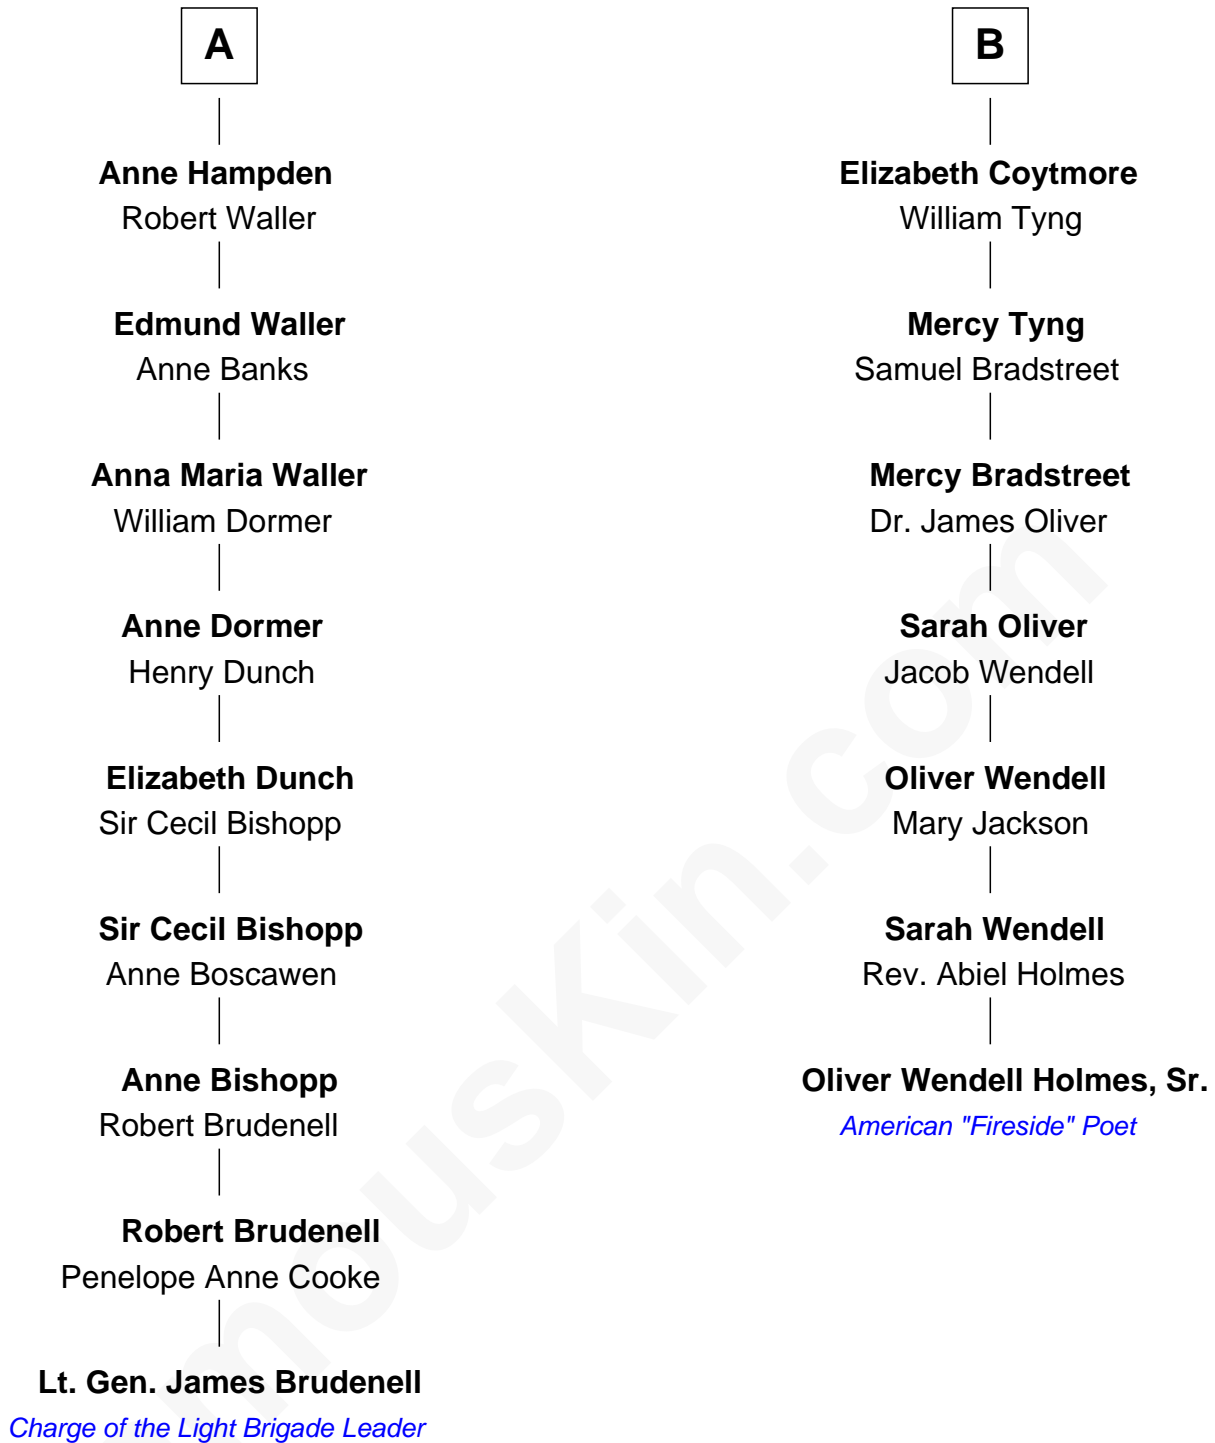 A
Anne Hampden
Robert Waller
Edmund Waller
Anne Banks
Anna Maria Waller
William Dormer
Anne Dormer
Henry Dunch
Elizabeth Dunch
Sir Cecil Bishopp
Sir Cecil Bishopp
Anne Boscawen
Anne Bishopp
Robert Brudenell
Robert Brudenell
Penelope Anne Cooke
Lt. Gen. James Brudenell
Charge of the Light Brigade Leader
B
Elizabeth Coytmore
William Tyng
Mercy Tyng
Samuel Bradstreet
Mercy Bradstreet
Dr. James Oliver
Sarah Oliver
Jacob Wendell
Oliver Wendell
Mary Jackson
Sarah Wendell
Rev. Abiel Holmes
Oliver Wendell Holmes, Sr.
American "Fireside" Poet
mousKin.com